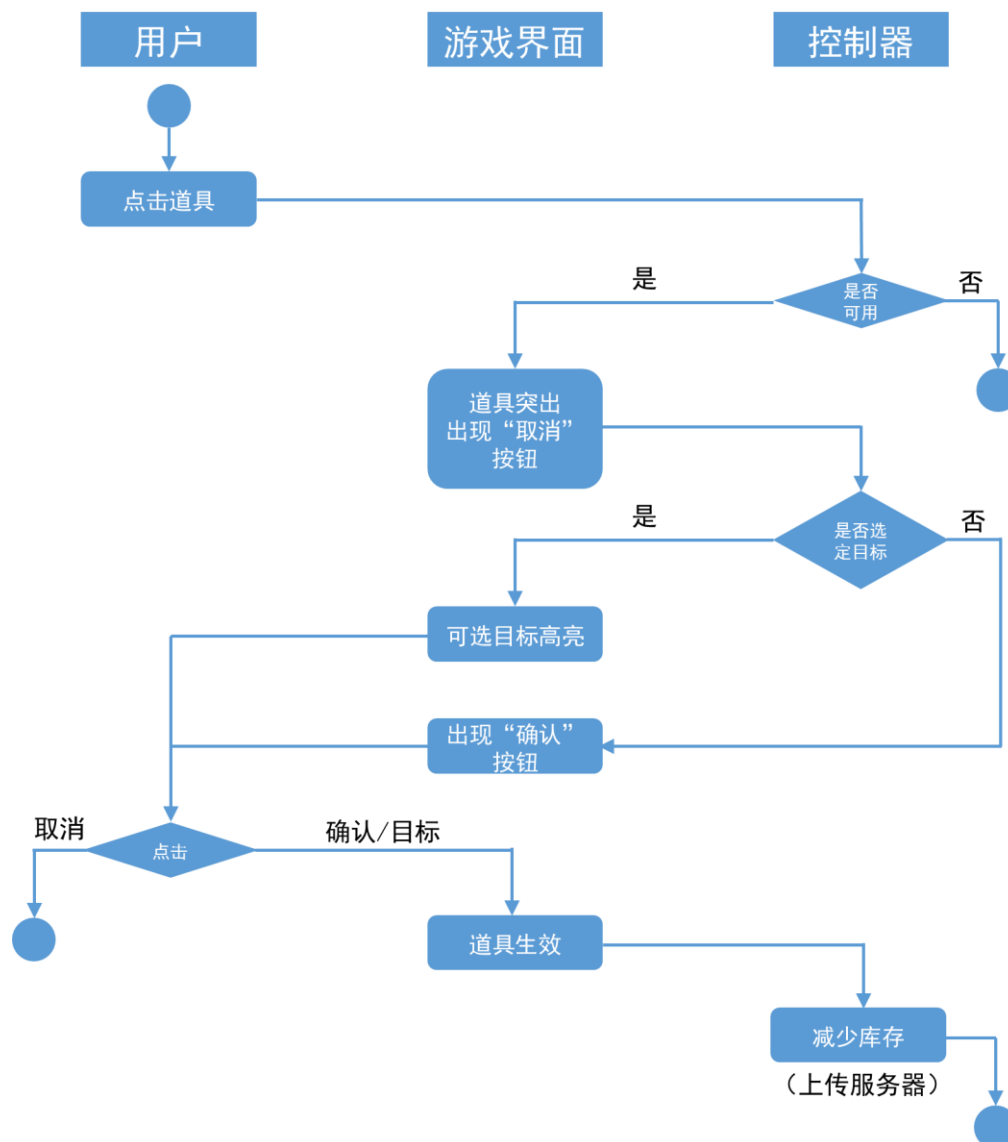 用户
游戏界面
控制器
点击道具
是
是否
可用
否
道具突出
出现“取消”
按钮
是
是否选
定目标
否
可选目标高亮
出现“确认”
按钮
取消
点击
确认/目标
道具生效
减少库存
（上传服务器）